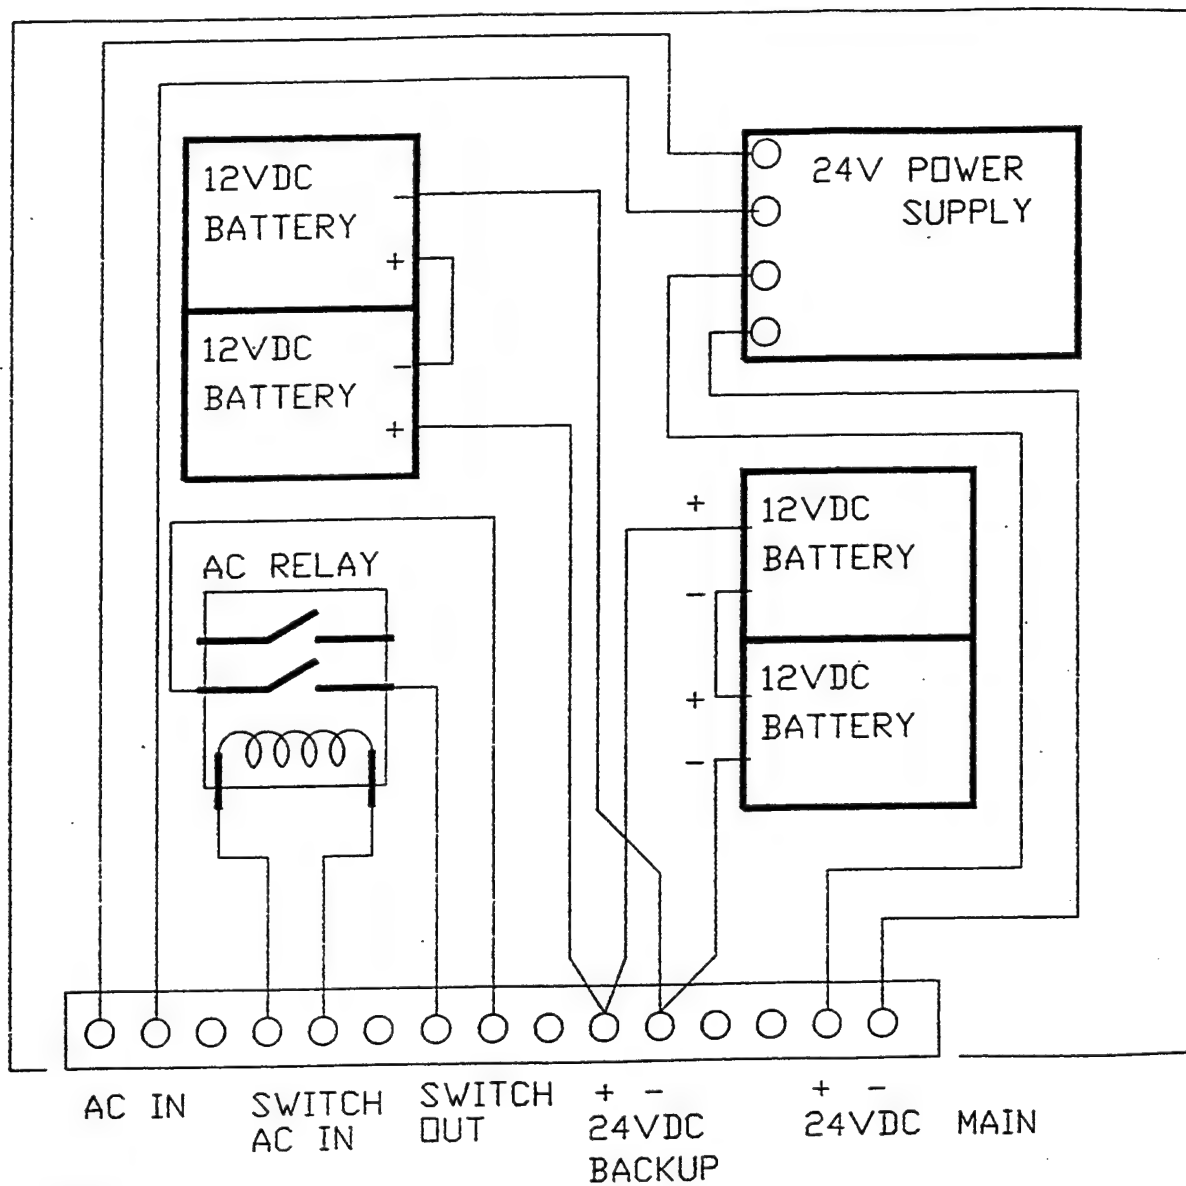 12VDC
BATTERY
-
+
12VDC
BATTERY
-
+
24V POWER
SUPPLY
AC RELAY
+
12VDC
BATTERY
-
+
12VDC
BATTERY
-
AC IN
SWITCH
AC IN
SWITCH
OUT
+ -
24VDC
BACKUP
+ -
24VDC MAIN